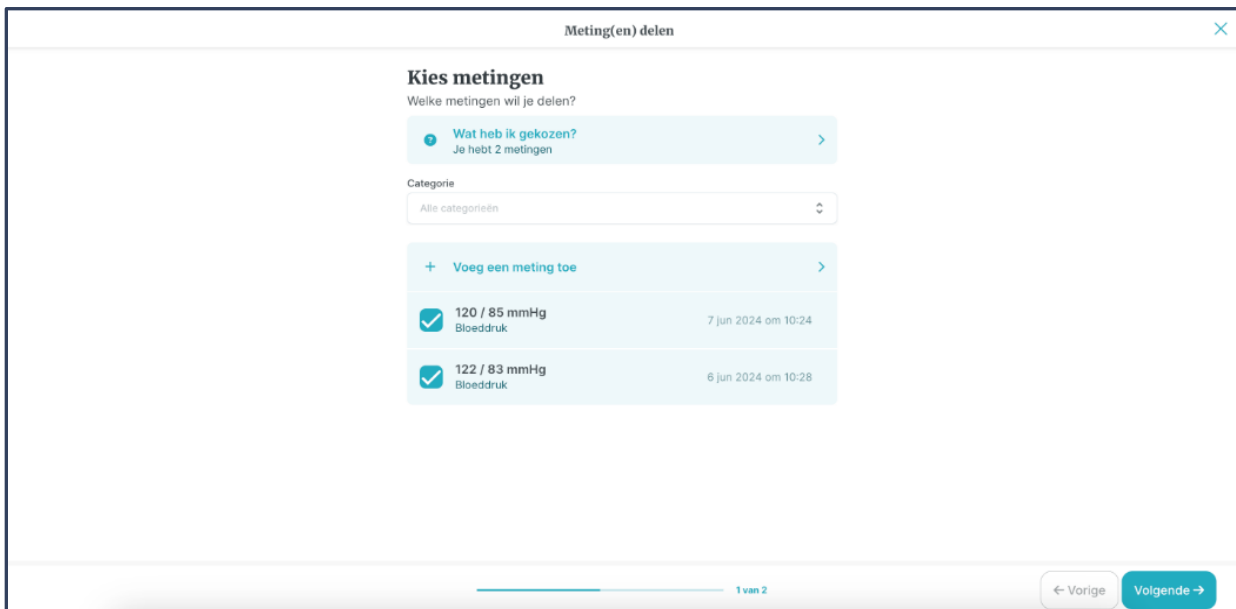 Meting(en) delen
Kies metingen
Welke metingen wil je delen?
Wat heb ik gekozen?
Je hebt 2 metingen
Categorie
Alle categorieën
Voeg een meting toe
120 / 85 mmHg
7 jun 2024 om 10:24
Bloeddruk
122 / 83 mmHg
6 jun 2024 om 10:28
Bloeddruk
1 van 2
← Vorige
Volgende →